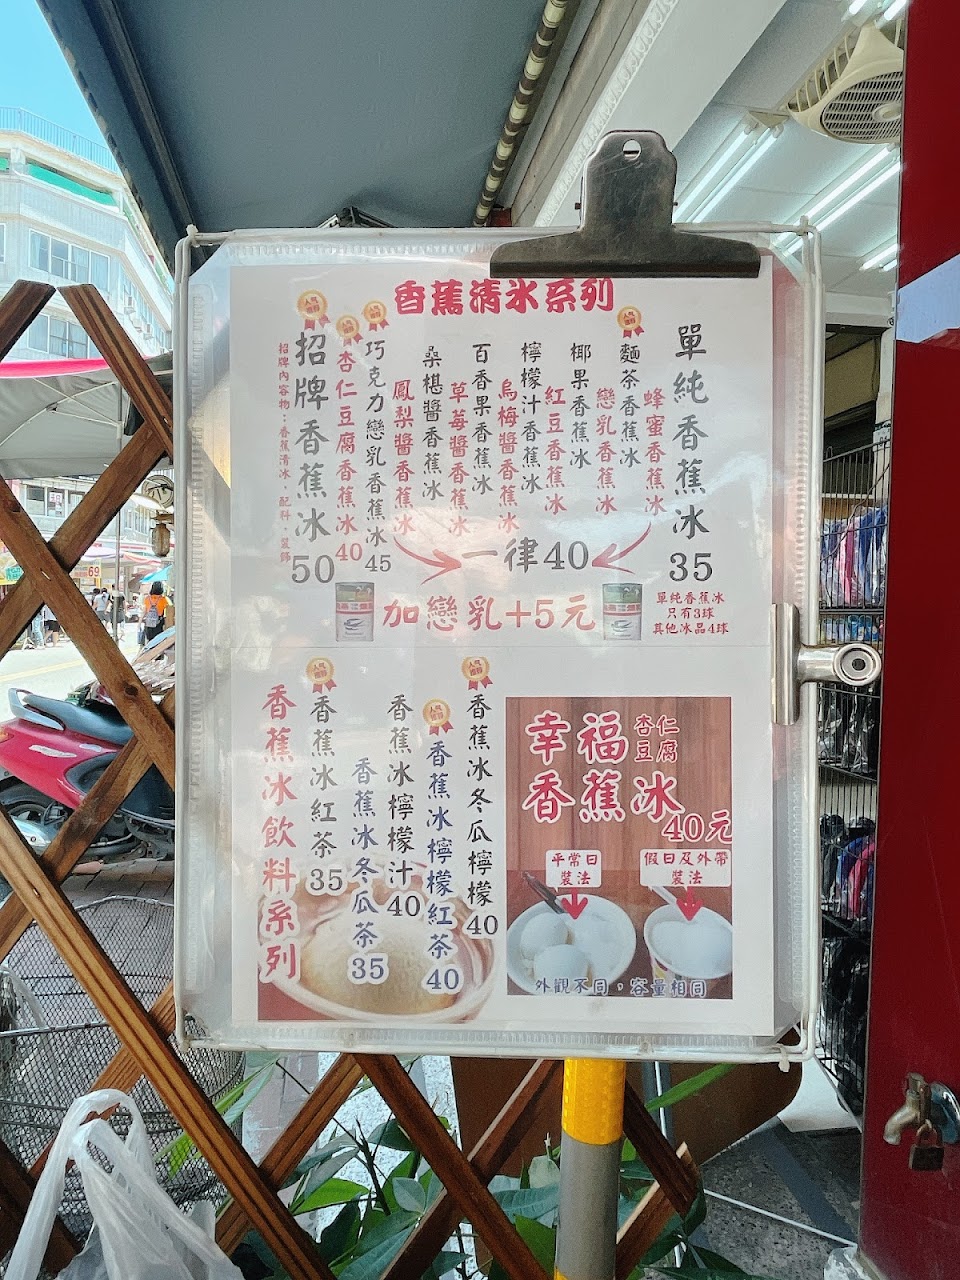 香蕉清冰系列
單純香蕉冰
35
單純香蕉冰
只有3球
其他冰品4球
蜂蜜香蕉冰
麵茶香蕉冰
戀乳香蕉冰
椰果香蕉冰
紅豆香蕉冰
檸檬汁香蕉冰
烏梅醬香蕉冰
百香果香蕉冰
草莓醬香蕉冰
桑椹醬香蕉冰
鳳梨醬香蕉冰
一律40
巧克力戀乳香蕉冰
45
杏仁豆腐香蕉冰
40
招牌香蕉冰
50
招牌內容物：香蕉清冰、配料、裝飾
加戀乳+5元
香蕉冰飲料系列
香蕉冰紅茶
35
香蕉冰冬瓜茶
35
香蕉冰檸檬汁
40
香蕉冰檸檬紅茶
40
香蕉冰冬瓜檸檬
40
幸福
杏仁
豆腐
香蕉冰
40元
平常日
裝法
假日及外帶
裝法
外觀不同，容量相同
69